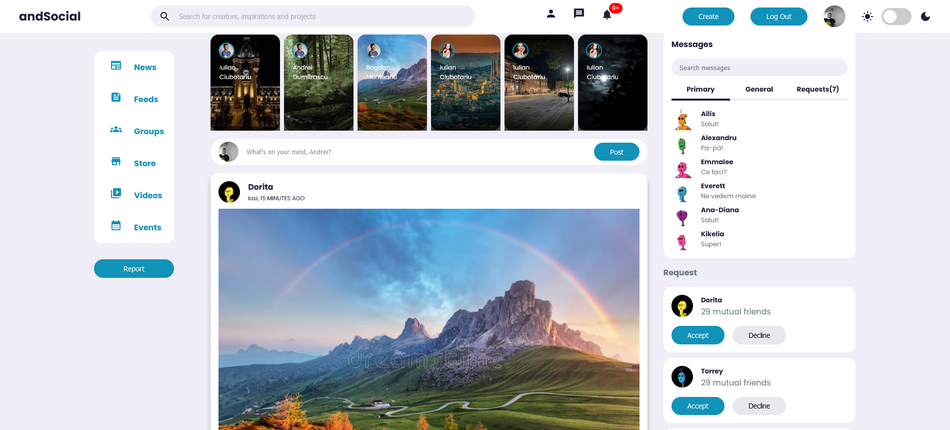 andSocial
Search for creators, inspirations and projects
9+
Create
Log Out
News
Feeds
Groups
Store
Videos
Events
Report
Iulian
Ciubotariu
Andrei
Dumitrascu
Bogdan
Munteanu
Iulian
Ciubotariu
Iulian
Ciubotariu
Iulian
Ciubotariu
What's on your mind, Andrei?
Post
Dorita
Iasi, 15 MINUTES AGO
dreamstime
Messages
Search messages
Primary
General
Requests(7)
Ailis
Salut!
Alexandru
Pa-pa!
Emmalee
Ce faci?
Everett
Ne vedem maine
Ana-Diana
Salut!
Kikelia
Super!
Request
Dorita
29 mutual friends
Accept
Decline
Torrey
29 mutual friends
Accept
Decline